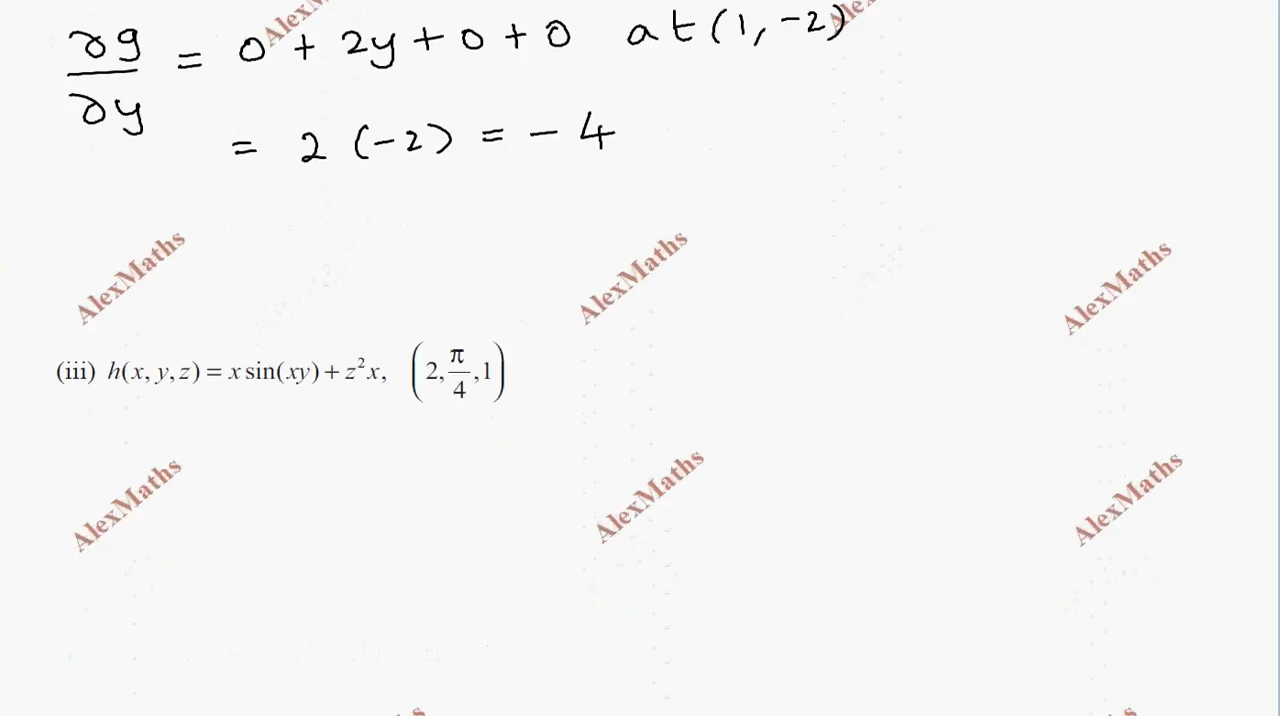 ∂g/∂y = 0 + 2y + 0 + 0 at (1, -2)
= 2 (-2) = -4
(iii) h(x, y, z) = x sin(xy) + z²x, (2, π/4, 1)
AlexMaths
AlexMaths
AlexMaths
AlexMaths
AlexMaths
AlexMaths